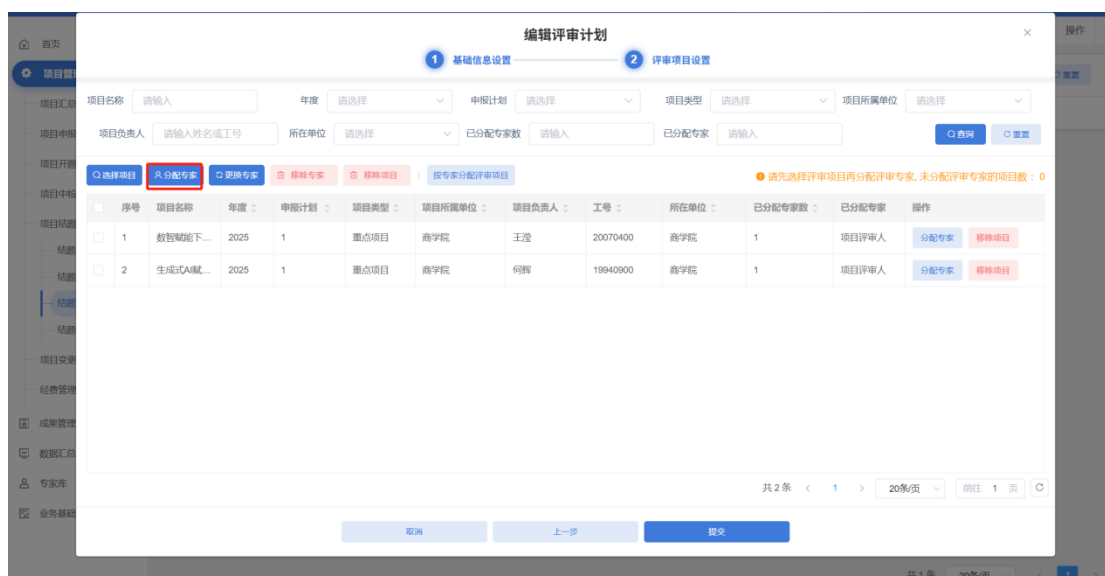 编辑评审计划
操作
首页
1 基础信息设置 2 评审项目设置
项目管理
重置
项目名称 请输入 年度 请选择 申报计划 请选择 项目类型 请选择 项目所属单位 请选择
项目汇总
项目负责人 请输入姓名或工号 所在单位 请选择 已分配专家数 请输入 已分配专家 请输入 查询 重置
项目申报
项目开题
选择项目 分配专家 更换专家 移除专家 移除项目 按专家分配评审项目 请先选择评审项目再分配评审专家, 未分配评审专家的项目数：0
项目中检
序号 项目名称 年度 申报计划 项目类型 项目所属单位 项目负责人 工号 所在单位 已分配专家数 已分配专家 操作
项目结题
1 数智赋能下... 2025 1 重点项目 商学院 王滢 20070400 商学院 1 项目评审人 分配专家 移除项目
结题
2 生成式AI赋... 2025 1 重点项目 商学院 何辉 19940900 商学院 1 项目评审人 分配专家 移除项目
结题
结题
结题
项目变更
经费管理
成果管理
数据汇总
专家库
共 2 条 1 20条/页 前往 1 页
业务基础
取消 上一步 提交
共 1 条 20条/页 1